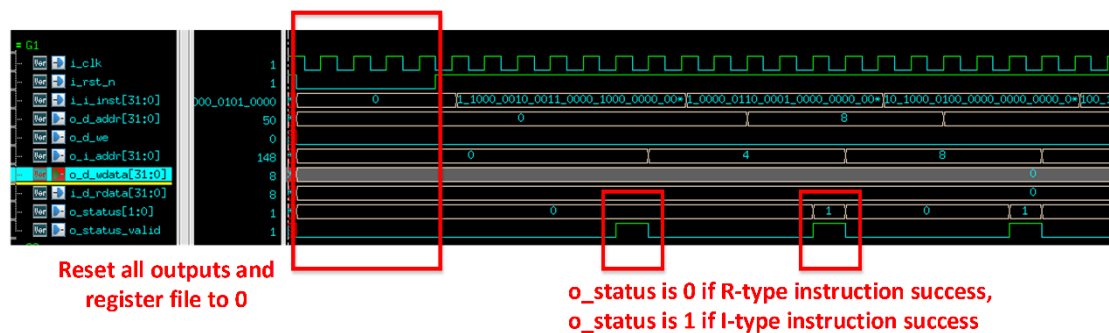 G1
i_clk 1
i_rst_n 1
i_i_inst[31:0] 000_0101_0000 0 1_1000_0010_0011_0000_1000_0000_00* 1_0000_0110_0001_0000_0000_00* 10_1000_0100_0000_0000_0000_0* 100_
o_d_addr[31:0] 50 0 8
o_d_we 0
o_i_addr[31:0] 148 0 4 8
o_d_wdata[31:0] 8 0
i_d_rdata[31:0] 8 0
o_status[1:0] 1 0 1 0 1
o_status_valid 1
Reset all outputs and
register file to 0
o_status is 0 if R-type instruction success,
o_status is 1 if I-type instruction success